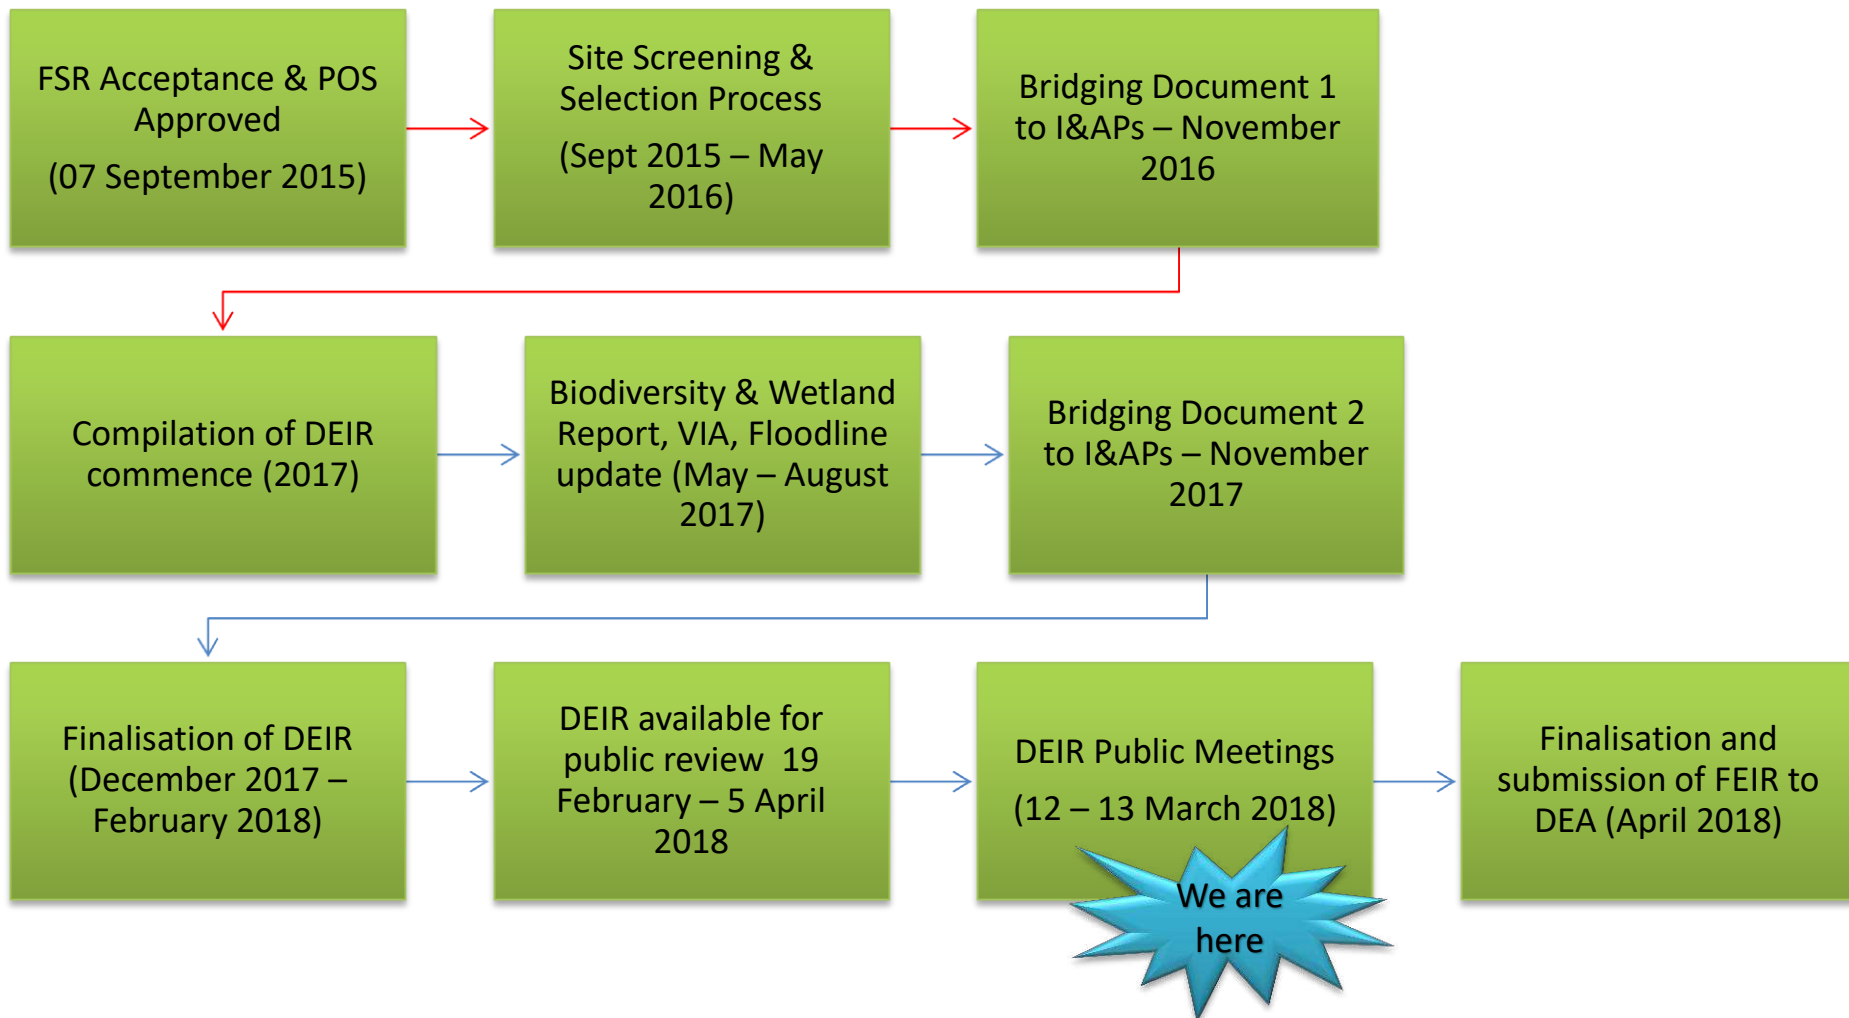 FSR Acceptance & POS
Approved
(07 September 2015)
Site Screening &
Selection Process
(Sept 2015 – May
2016)
Bridging Document 1
to I&APs – November
2016
Compilation of DEIR
commence (2017)
Biodiversity & Wetland
Report, VIA, Floodline
update (May – August
2017)
Bridging Document 2
to I&APs – November
2017
Finalisation of DEIR
(December 2017 –
February 2018)
DEIR available for
public review 19
February – 5 April
2018
DEIR Public Meetings
(12 – 13 March 2018)
We are
here
Finalisation and
submission of FEIR to
DEA (April 2018)